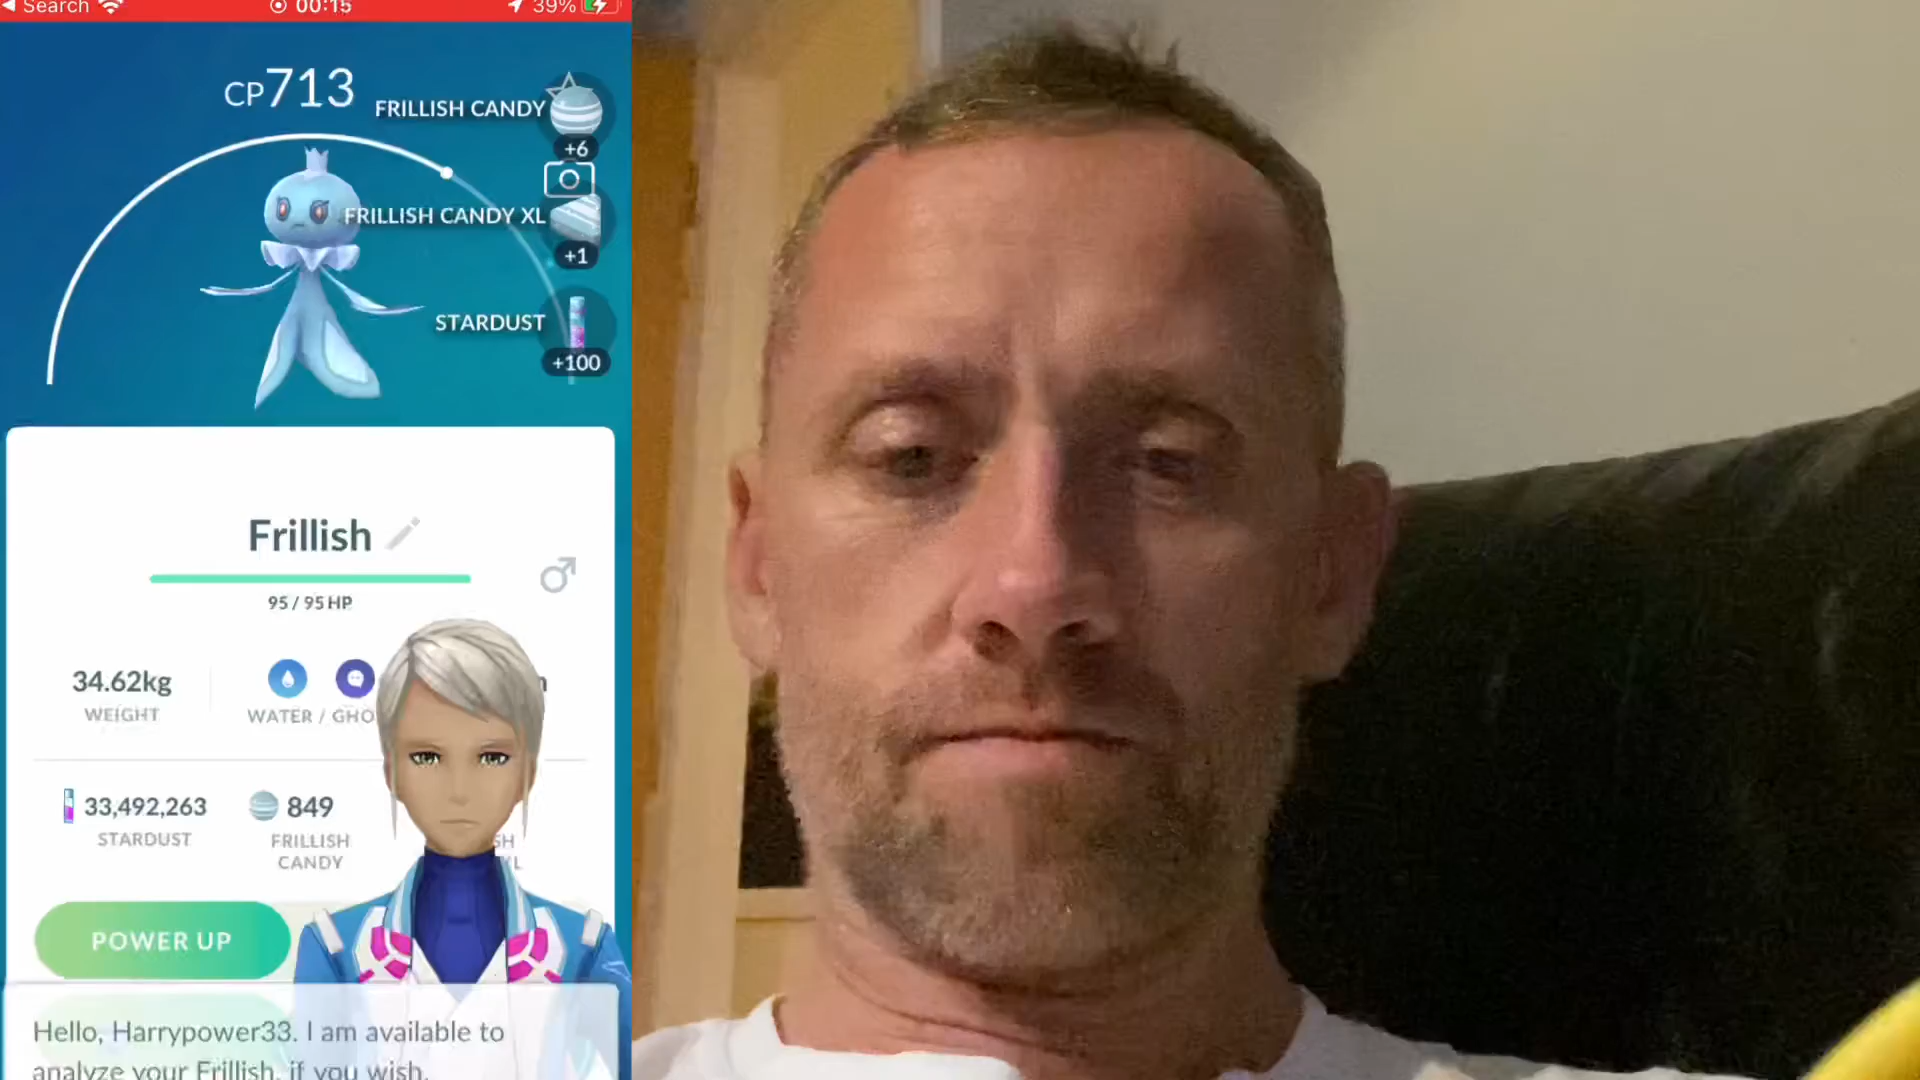 Search
00:15
39%
CP713
FRILLISH CANDY
+6
FRILLISH CANDY XL
+1
STARDUST
+100
Frillish
95 / 95 HP
34.62kg
WEIGHT
WATER / GHO
33,492,263
STARDUST
849
FRILLISH
CANDY
POWER UP
Hello, Harrypower33. I am available to
analyze your Frillish, if you wish.